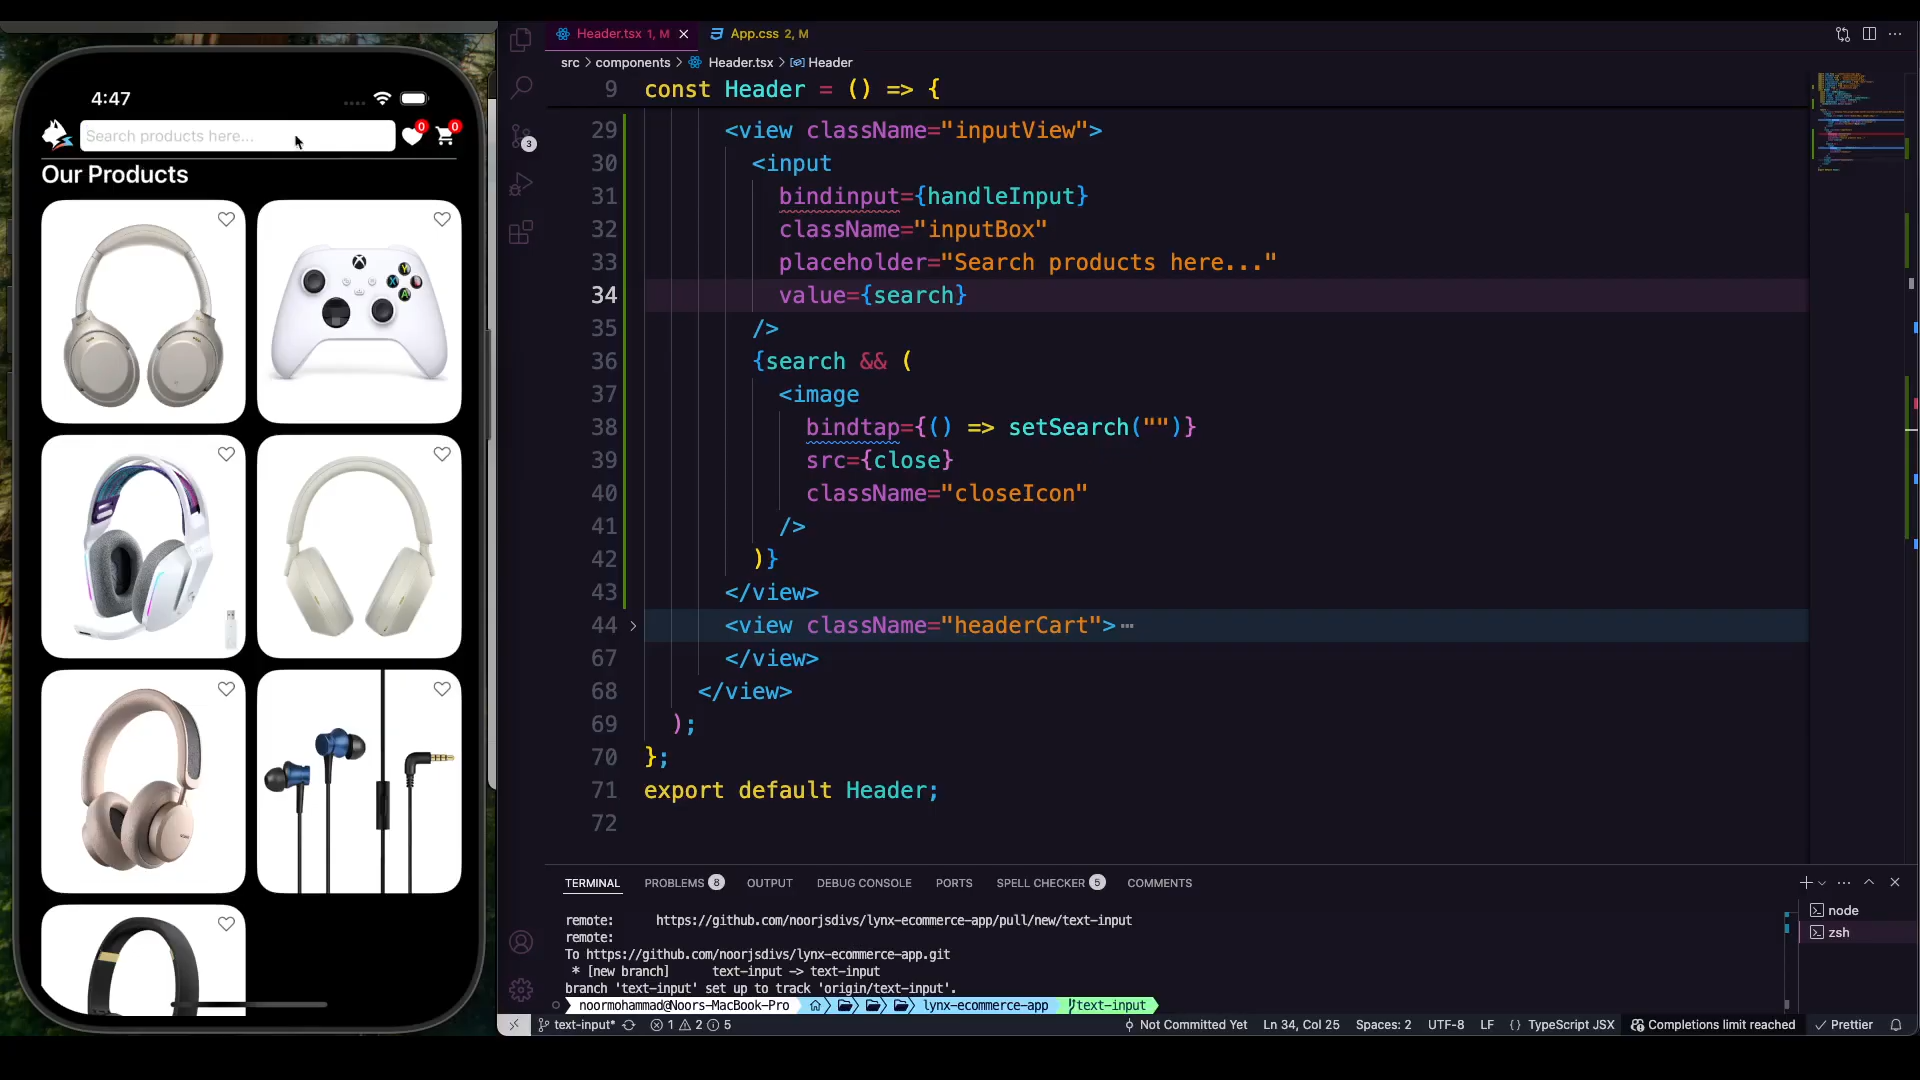 4:47
Search products here...
0
0
Our Products
Header.tsx 1, M
App.css 2, M
src > components > Header.tsx > Header
9 const Header = () => {
29 <view className="inputView">
30 <input
31 bindinput={handleInput}
32 className="inputBox"
33 placeholder="Search products here..."
34 value={search}
35 />
36 {search && (
37 <image
38 bindtap={() => setSearch("")}
39 src={close}
40 className="closeIcon"
41 />
42 )}
43 </view>
44 <view className="headerCart">⋯
67 </view>
68 </view>
69 );
70 };
71 export default Header;
72
3
TERMINAL PROBLEMS 8 OUTPUT DEBUG CONSOLE PORTS SPELL CHECKER 5 COMMENTS
remote: https://github.com/noorjsdivs/lynx-ecommerce-app/pull/new/text-input
remote:
To https://github.com/noorjsdivs/lynx-ecommerce-app.git
* [new branch] text-input -> text-input
branch 'text-input' set up to track 'origin/text-input'.
noormohammad@Noors-MacBook-Pro lynx-ecommerce-app text-input
node
zsh
text-input* 1 2 5 Not Committed Yet Ln 34, Col 25 Spaces: 2 UTF-8 LF {} TypeScript JSX Completions limit reached Prettier